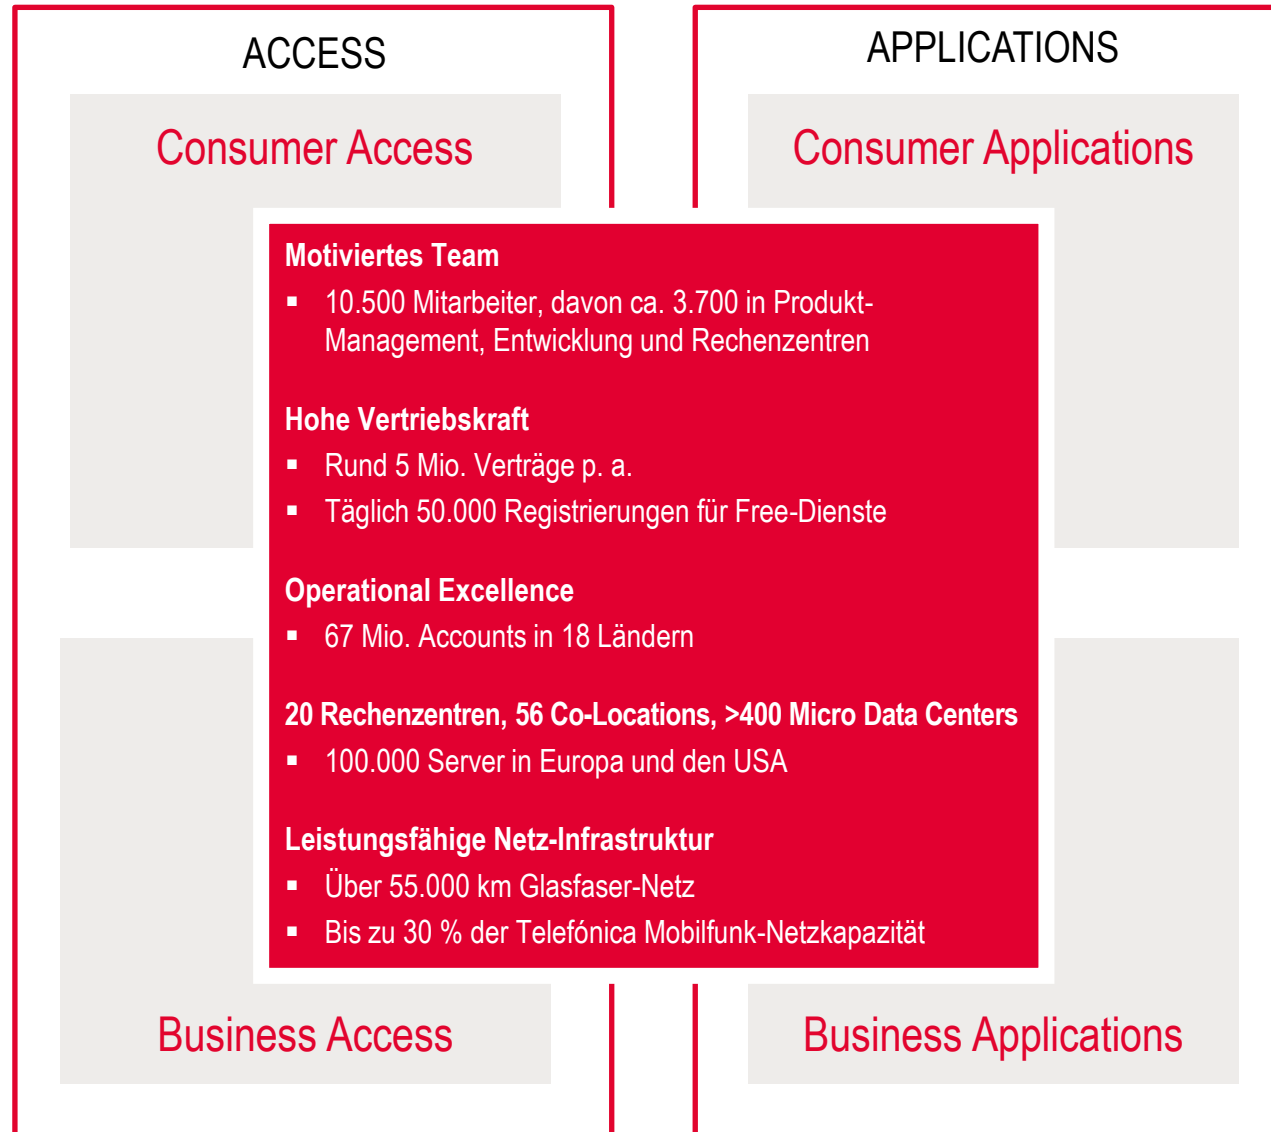 ACCESS
APPLICATIONS
Consumer Access
Consumer Applications
Motiviertes Team
▪ 10.500 Mitarbeiter, davon ca. 3.700 in Produkt-
Management, Entwicklung und Rechenzentren
Hohe Vertriebskraft
▪ Rund 5 Mio. Verträge p. a.
▪ Täglich 50.000 Registrierungen für Free-Dienste
Operational Excellence
▪ 67 Mio. Accounts in 18 Ländern
20 Rechenzentren, 56 Co-Locations, >400 Micro Data Centers
▪ 100.000 Server in Europa und den USA
Leistungsfähige Netz-Infrastruktur
▪ Über 55.000 km Glasfaser-Netz
▪ Bis zu 30 % der Telefónica Mobilfunk-Netzkapazität
Business Access
Business Applications